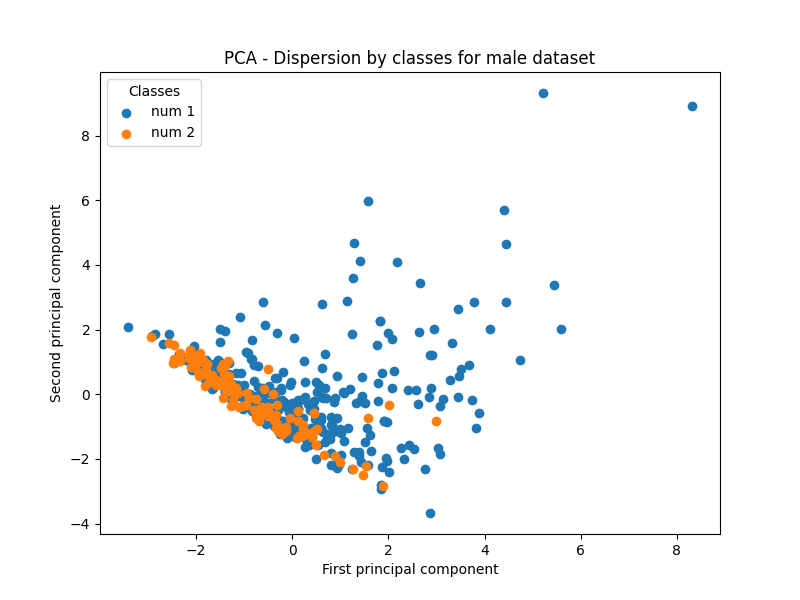 PCA - Dispersion by classes for male dataset
Classes
num 1
num 2
Second principal component
8
6
4
2
0
−2
−4
−2
0
2
4
6
8
First principal component